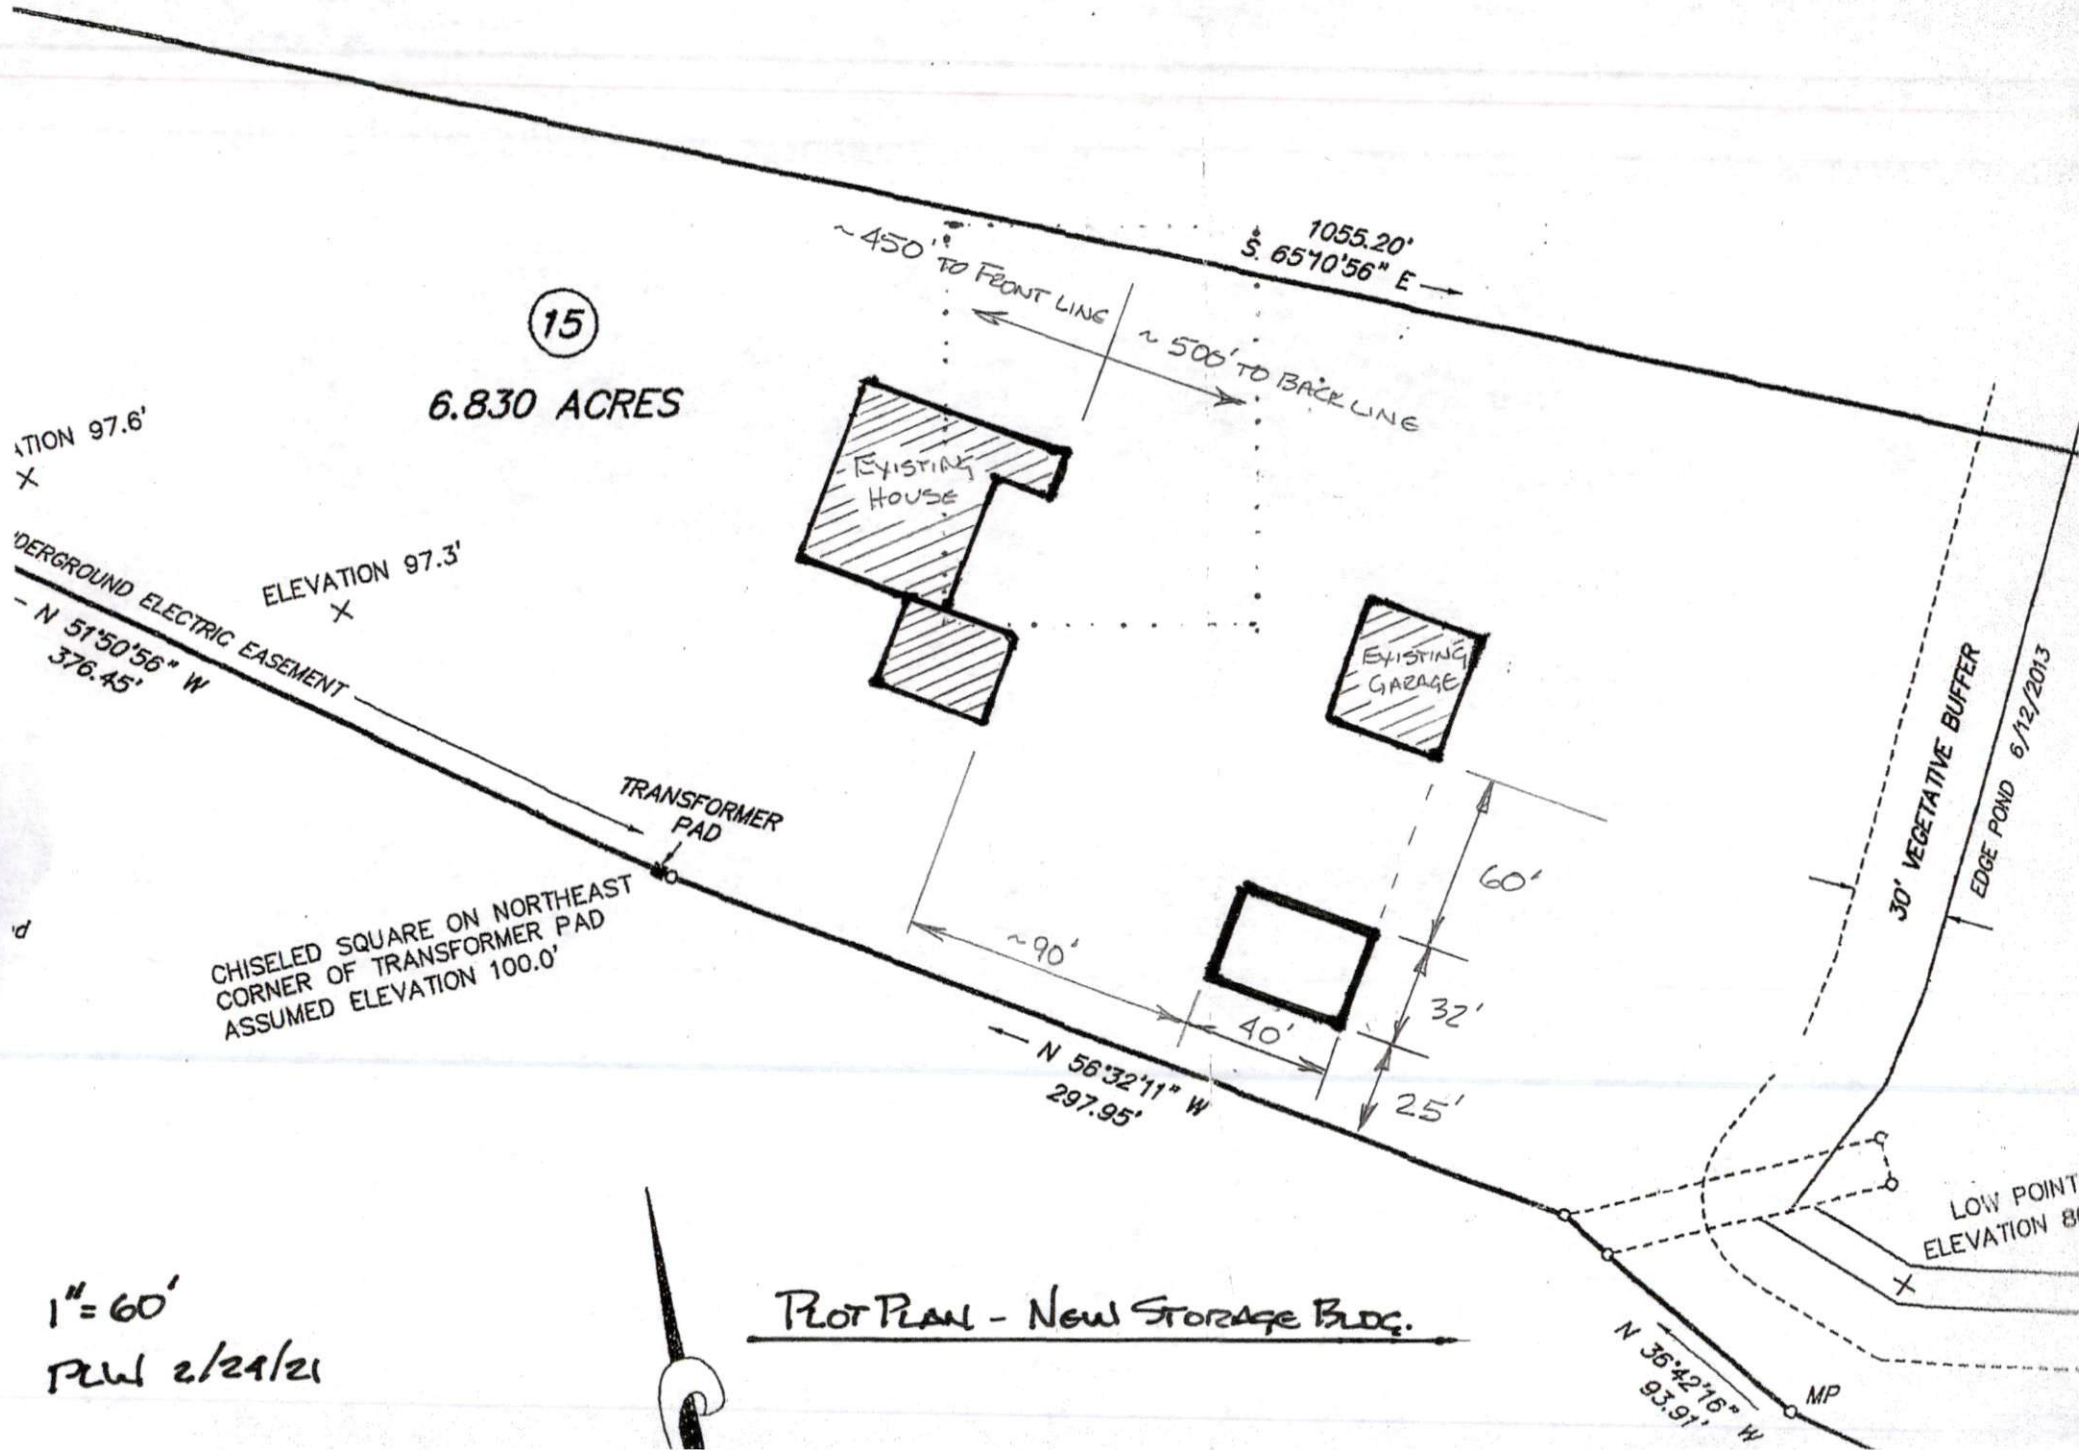 1055.20'
S. 65°10'56" E
~450' TO FRONT LINE
~500' TO BACK LINE
15
6.830 ACRES
97.6'
EXISTING
HOUSE
ELEVATION 97.3'
ELECTRIC EASEMENT
N 51°50'56" W
376.45'
EXISTING
GARAGE
30' VEGETATIVE BUFFER
EDGE POND 6/12/2013
TRANSFORMER
PAD
CHISELED SQUARE ON NORTHEAST
CORNER OF TRANSFORMER PAD
ASSUMED ELEVATION 100.0'
60'
~90'
32'
40'
25'
N 56°32'11" W
297.95'
LOW POINT
ELEVATION
1"=60'
PLW 2/24/21
PLOT PLAN - NEW STORAGE BLDG.
N 36°42'16" W
93.91'
MP